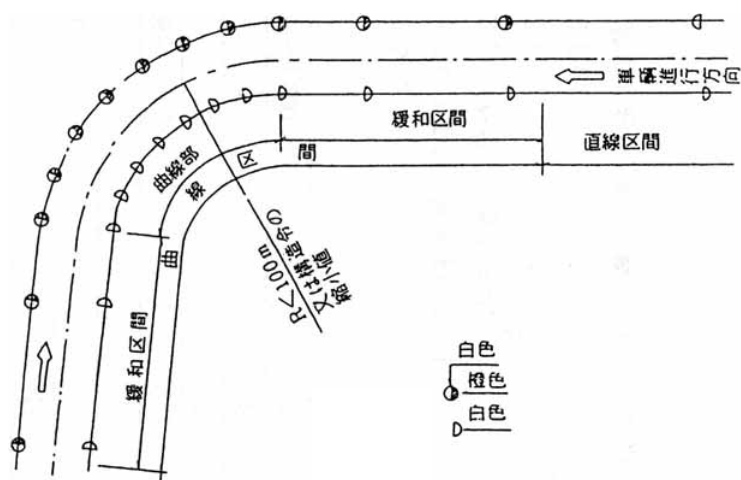 車輌進行方向
緩和区間
直線区間
曲線部
曲線区間
R<100m
又は構造令の
縮小値
緩和区間
白色
橙色
白色